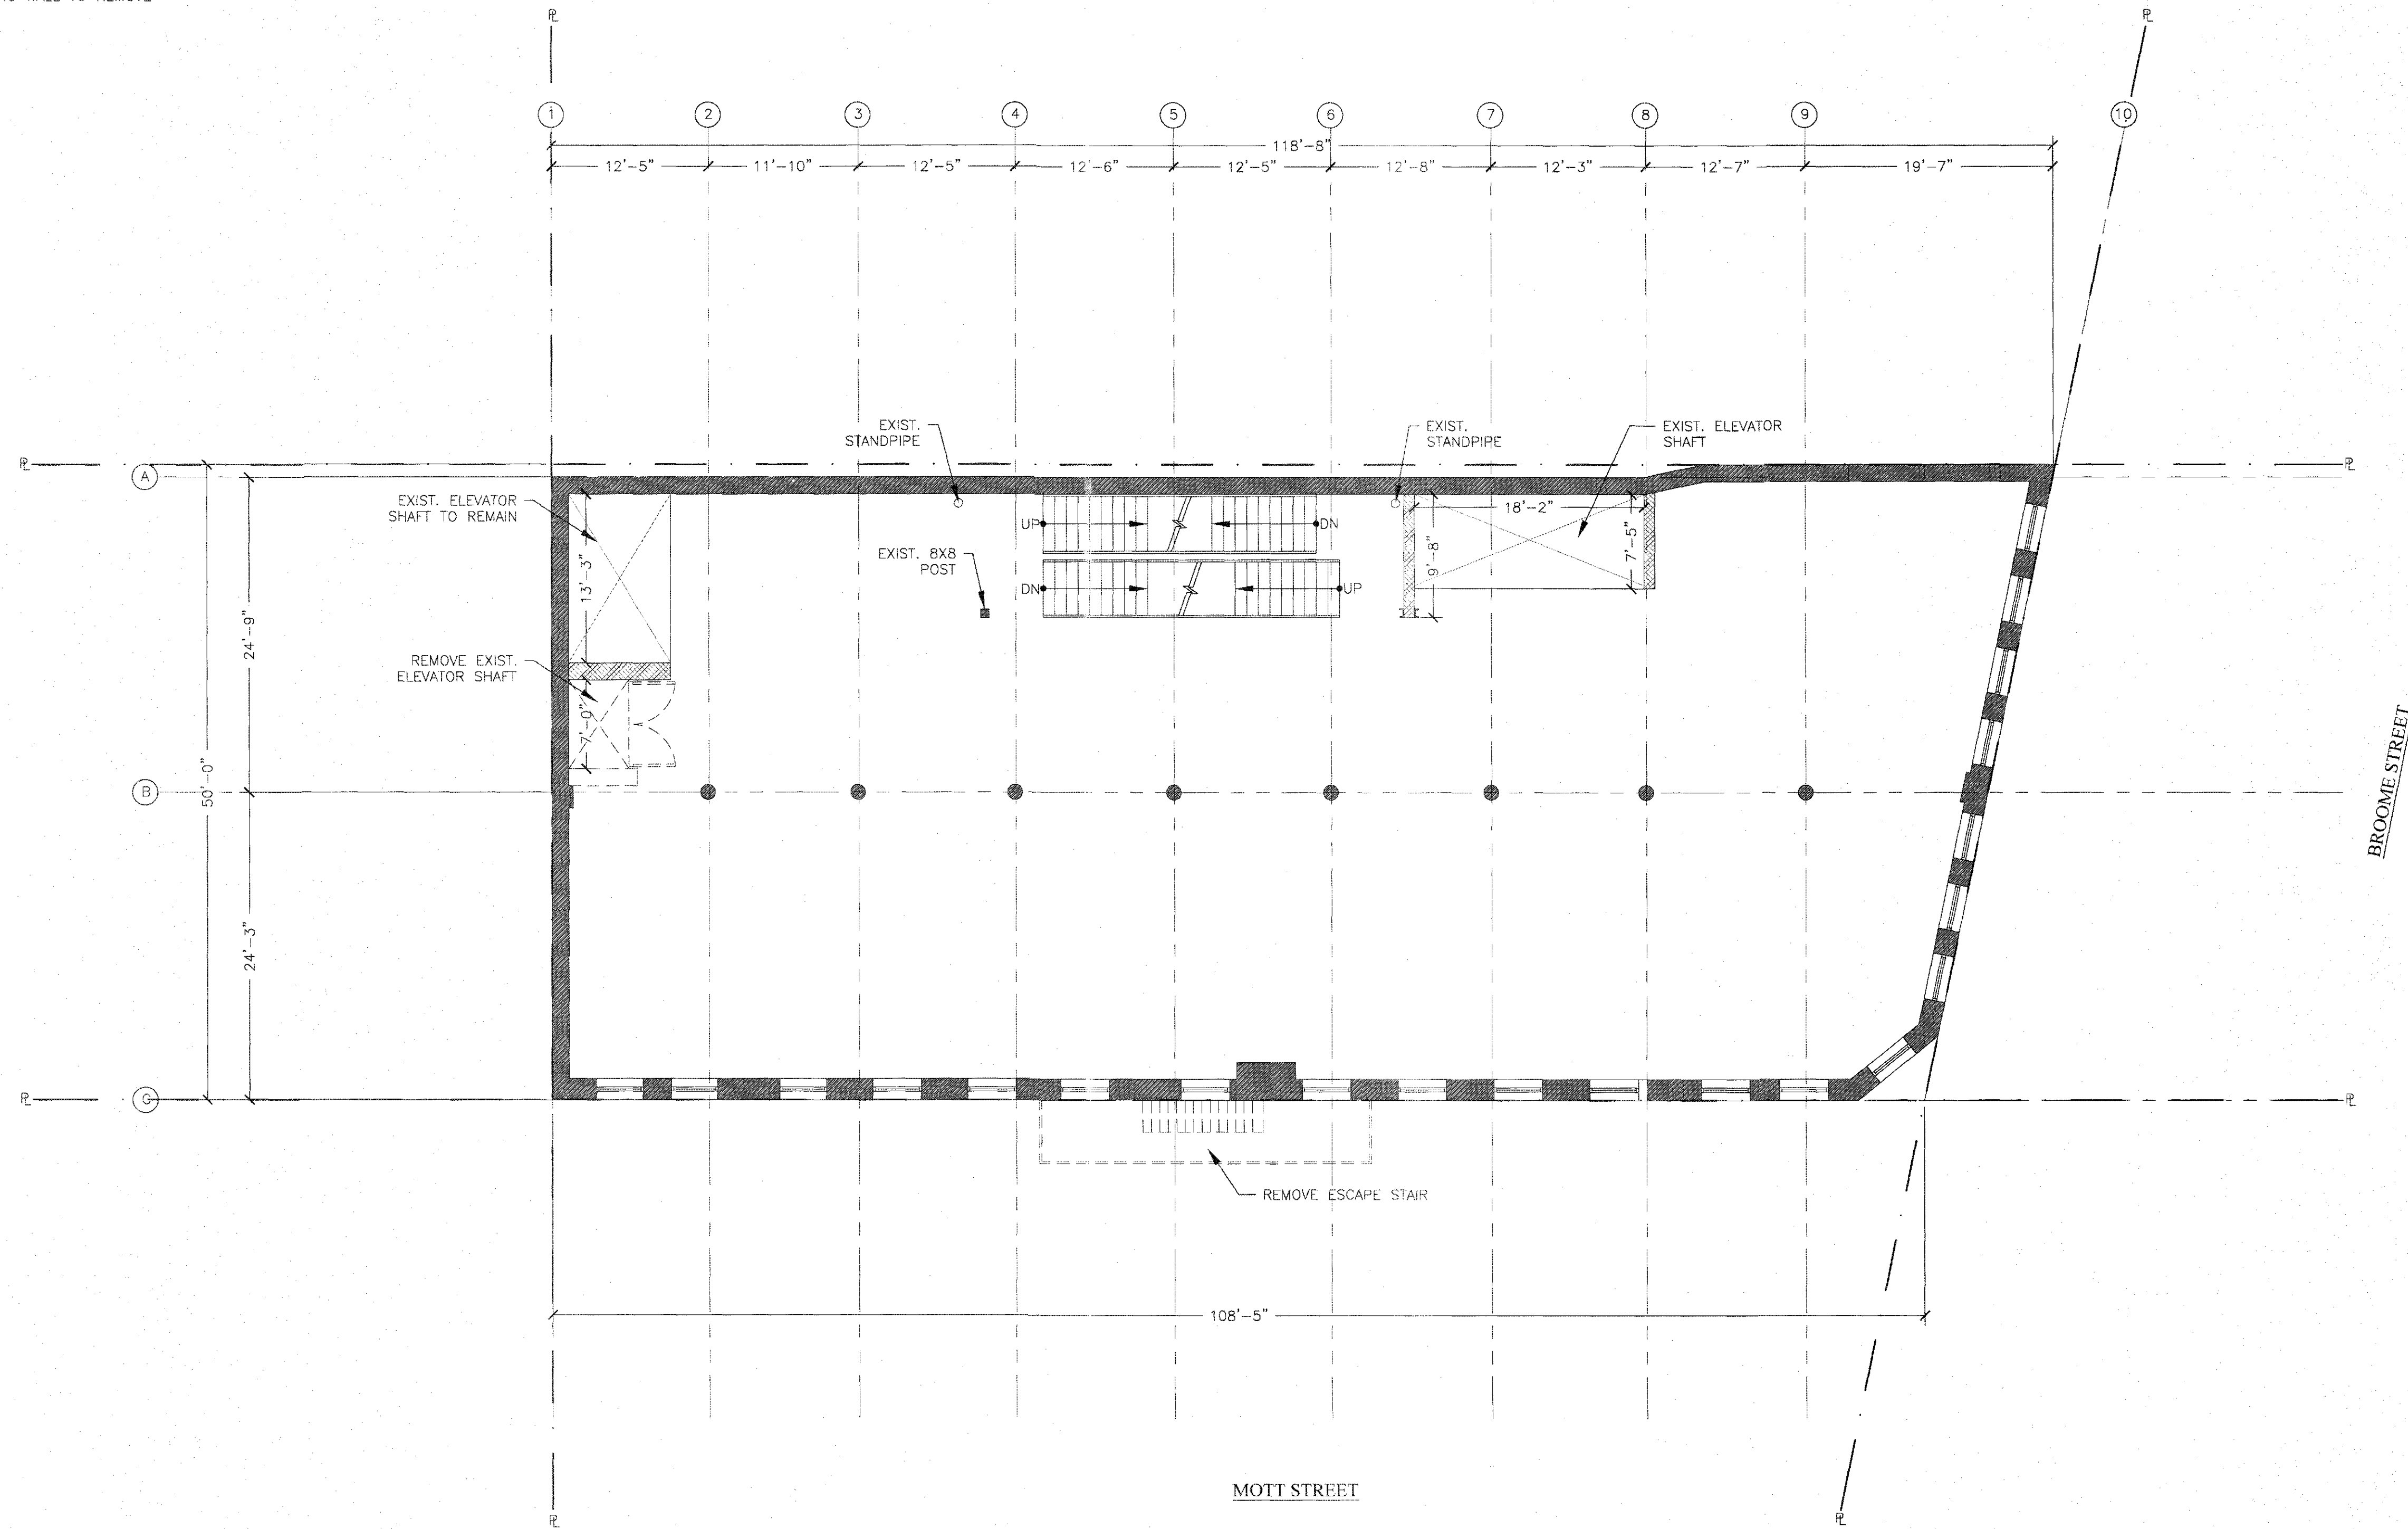 TO REMOVE
PL
PL
1
2
3
4
5
6
7
8
9
10
118'-8"
12'-5"
11'-10"
12'-5"
12'-6"
12'-5"
12'-8"
12'-3"
12'-7"
19'-7"
EXIST.
STANDPIPE
EXIST.
STANDPIPE
EXIST. ELEVATOR
SHAFT
PL
PL
A
EXIST. ELEVATOR
SHAFT TO REMAIN
UP
DN
18'-2"
7'-5"
9'-8"
13'-3"
EXIST. 8X8
POST
DN
UP
24'-9"
REMOVE EXIST.
ELEVATOR SHAFT
7'-0"
BROOME STREET
B
50'-0"
24'-3"
PL
C
PL
REMOVE ESCAPE STAIR
108'-5"
MOTT STREET
PL
PL